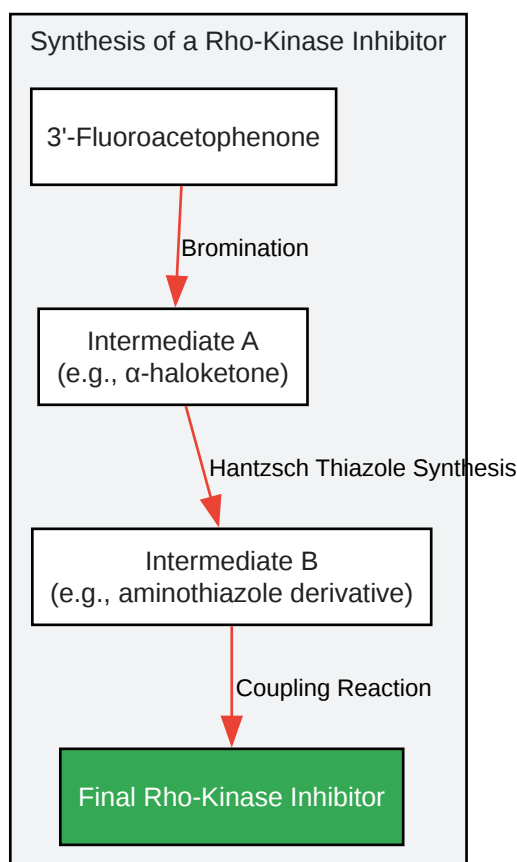 Synthesis of a Rho-Kinase Inhibitor
3'-Fluoroacetophenone
Bromination
Intermediate A
(e.g., α-haloketone)
Hantzsch Thiazole Synthesis
Intermediate B
(e.g., aminothiazole derivative)
Coupling Reaction
Final Rho-Kinase Inhibitor